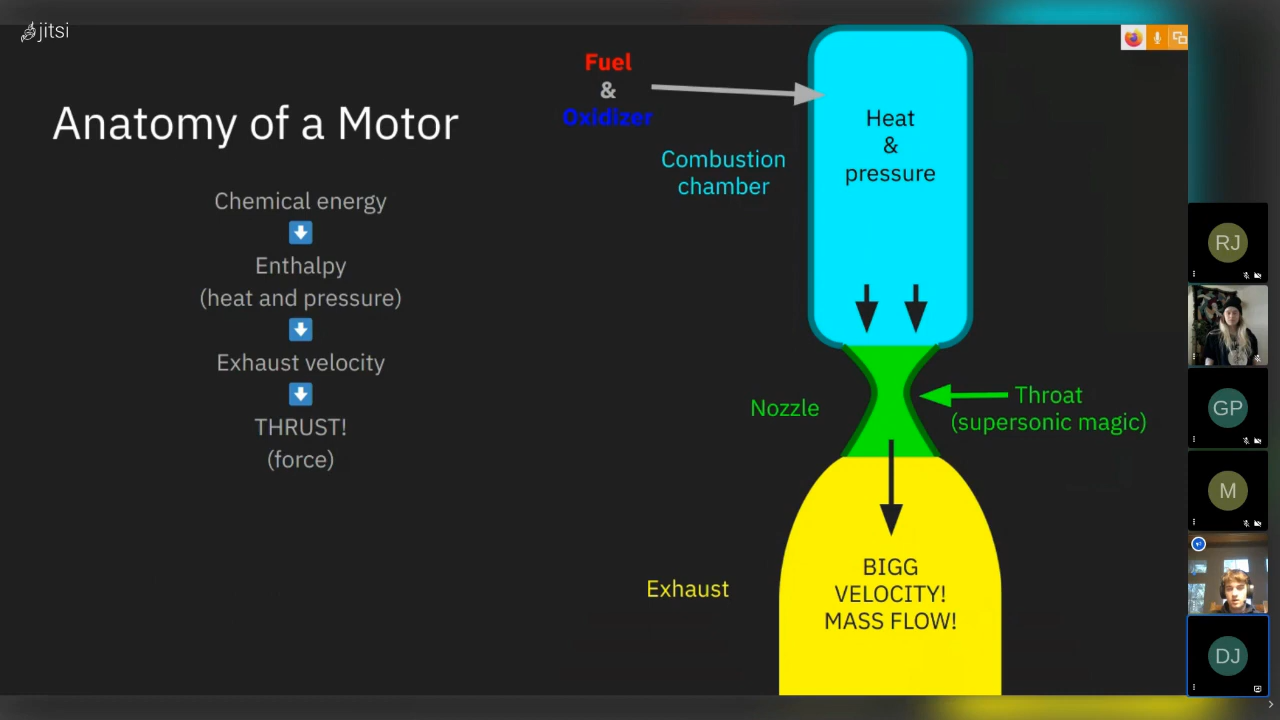 jitsi
Anatomy of a Motor
Chemical energy
Enthalpy
(heat and pressure)
Exhaust velocity
THRUST!
(force)
Fuel
&
Oxidizer
Combustion
chamber
Heat
&
pressure
Nozzle
Throat
(supersonic magic)
Exhaust
BIGG
VELOCITY!
MASS FLOW!
RJ
GP
M
DJ